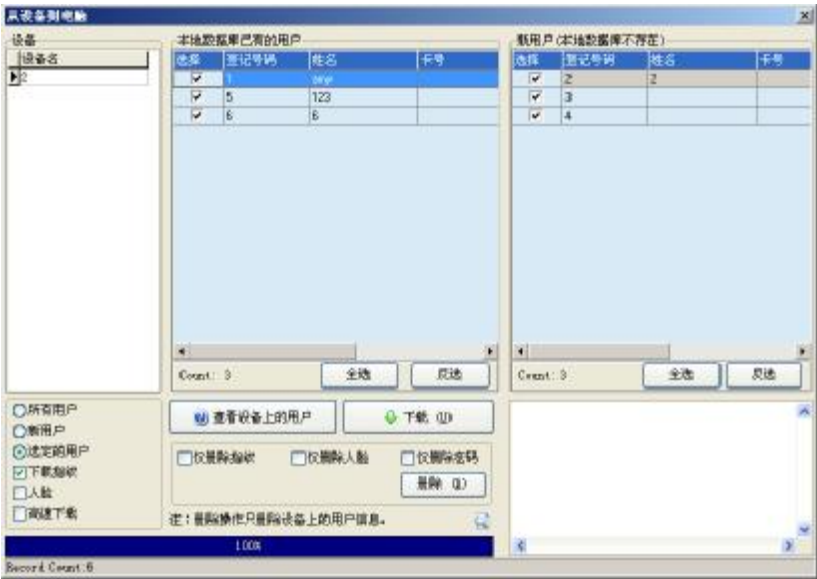 从设备到电脑
设备
设备名
2
本地数据库已有的用户
选择 登记号码 姓名 卡号
1
5 123
6 6
Count: 3 全选 反选
新用户(本地数据库不存在)
选择 登记号码 姓名 卡号
2 2
3
4
Count: 3 全选 反选
所有用户
新用户
选定的用户
下载指纹
人脸
高速下载
查看设备上的用户 下载
仅删除指纹 仅删除人脸 仅删除密码
删除
注：删除操作只删除设备上的用户信息。
100%
Record Count:6